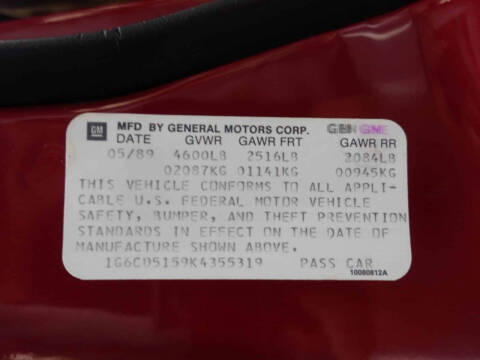 GM MFD BY GENERAL MOTORS CORP. GEN GME
DATE GVWR GAWR FRT GAWR RR
05/89 4600LB 2516LB 2084LB
02087KG 01141KG 00945KG
THIS VEHICLE CONFORMS TO ALL APPLI-
CABLE U.S. FEDERAL MOTOR VEHICLE
SAFETY, BUMPER, AND THEFT PREVENTION
STANDARDS IN EFFECT ON THE DATE OF
MANUFACTURE SHOWN ABOVE.
1G6CD5159K4355319 PASS CAR
10080812A